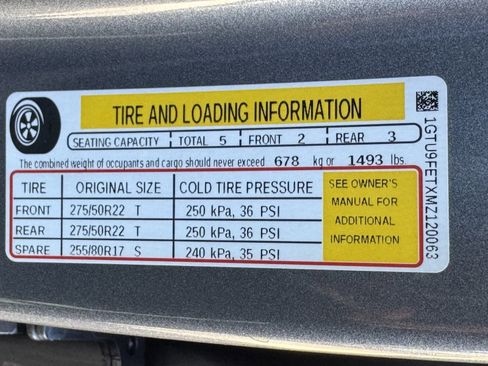 TIRE AND LOADING INFORMATION
SEATING CAPACITY TOTAL 5 FRONT 2 REAR 3
The combined weight of occupants and cargo should never exceed 678 kg or 1493 lbs.
TIRE ORIGINAL SIZE COLD TIRE PRESSURE
FRONT 275/50R22 T 250 kPa, 36 PSI
REAR 275/50R22 T 250 kPa, 36 PSI
SPARE 255/80R17 S 240 kPa, 35 PSI
SEE OWNER'S
MANUAL FOR
ADDITIONAL
INFORMATION
1GTU9FETXMZ120063